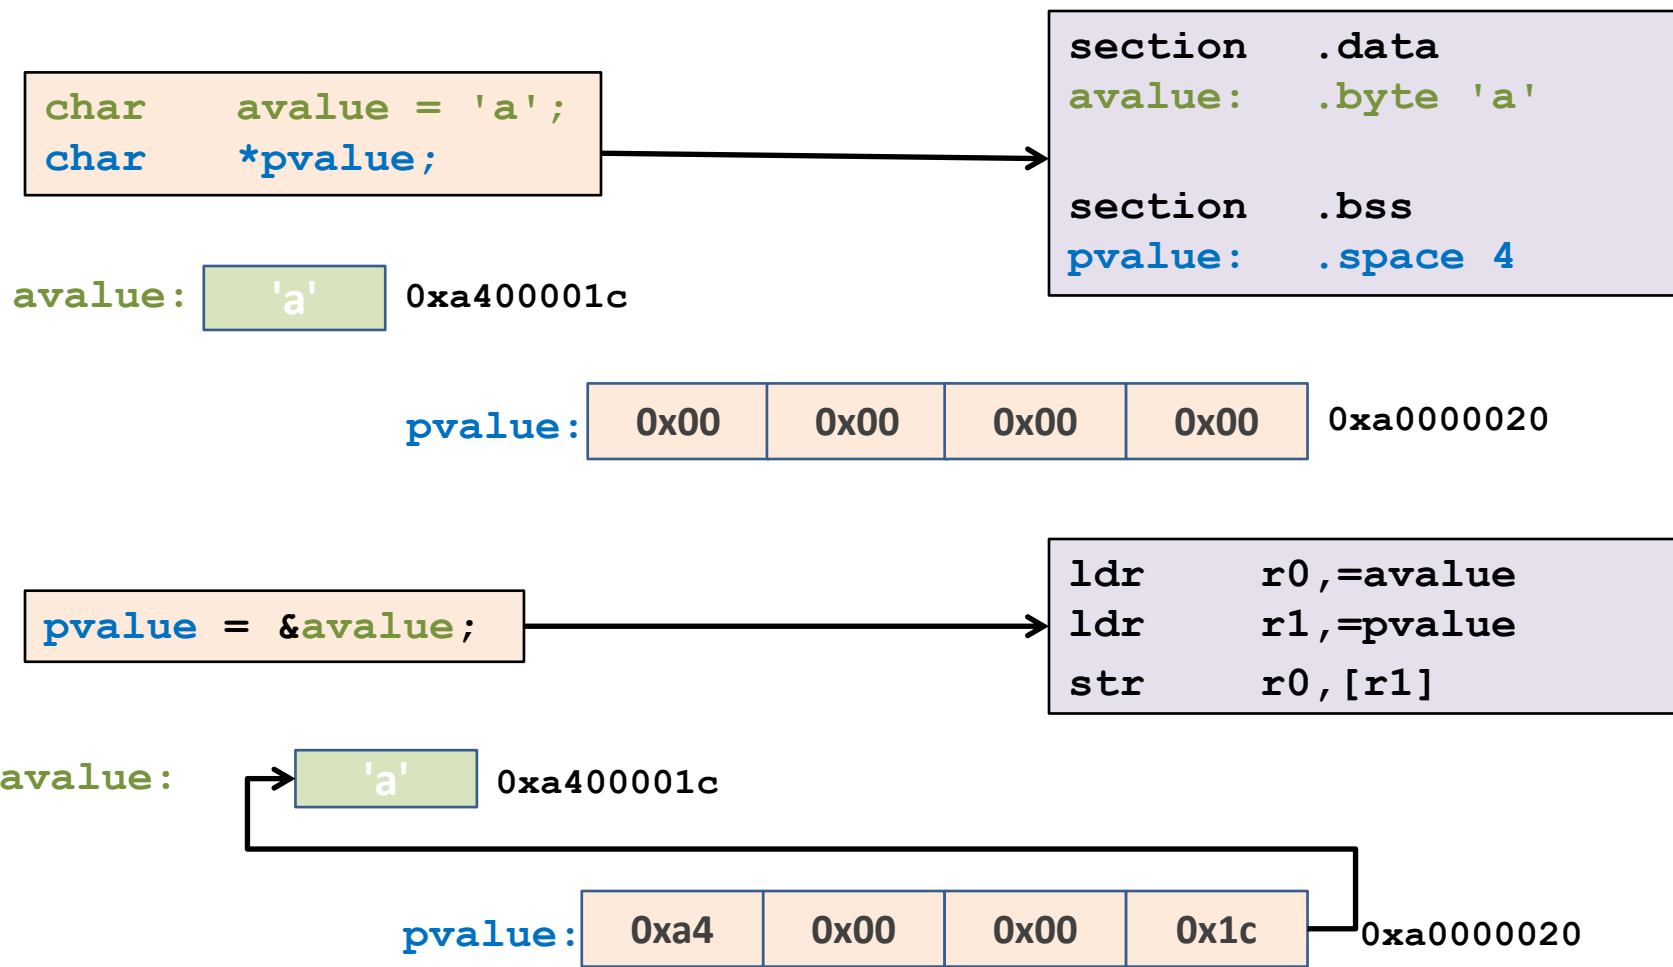 char avalue = 'a';
char *pvalue;
section .data
avalue: .byte 'a'
section .bss
pvalue: .space 4
avalue: 'a' 0xa400001c
pvalue: 0x00 0x00 0x00 0x00 0xa0000020
pvalue = &avalue;
ldr r0,=avalue
ldr r1,=pvalue
str r0,[r1]
avalue: 'a' 0xa400001c
pvalue: 0xa4 0x00 0x00 0x1c 0xa0000020